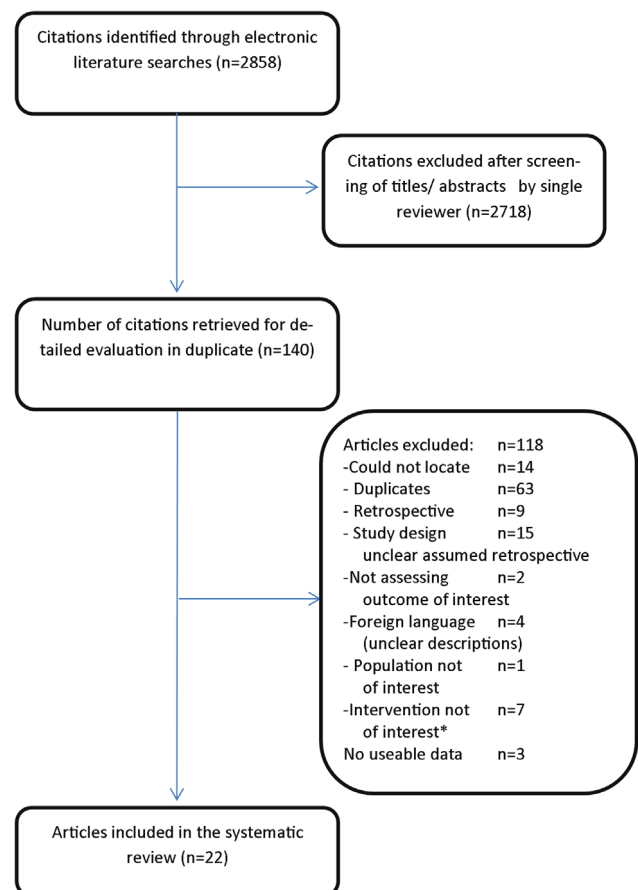 Citations identified through electronic
literature searches (n=2858)
Citations excluded after screen-
ing of titles/ abstracts by single
reviewer (n=2718)
Number of citations retrieved for de-
tailed evaluation in duplicate (n=140)
Articles excluded: n=118
-Could not locate n=14
- Duplicates n=63
- Retrospective n=9
- Study design n=15
unclear assumed retrospective
-Not assessing n=2
outcome of interest
-Foreign language n=4
(unclear descriptions)
- Population not n=1
of interest
-Intervention not n=7
of interest*
No useable data n=3
Articles included in the systematic
review (n=22)